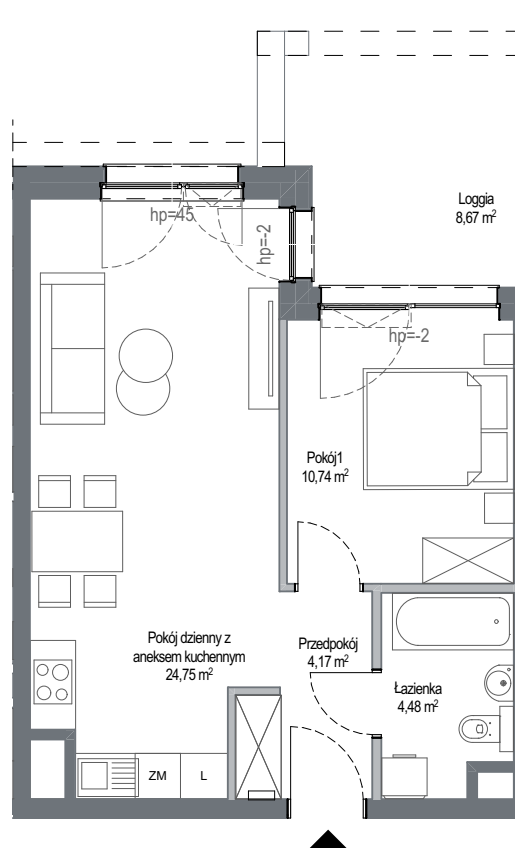 hp=45
hp=-2
Loggia
8,67 m²
hp=-2
Pokój1
10,74 m²
Pokój dzienny z
aneksem kuchennym
24,75 m²
Przedpokój
4,17 m²
Łazienka
4,48 m²
ZM
L